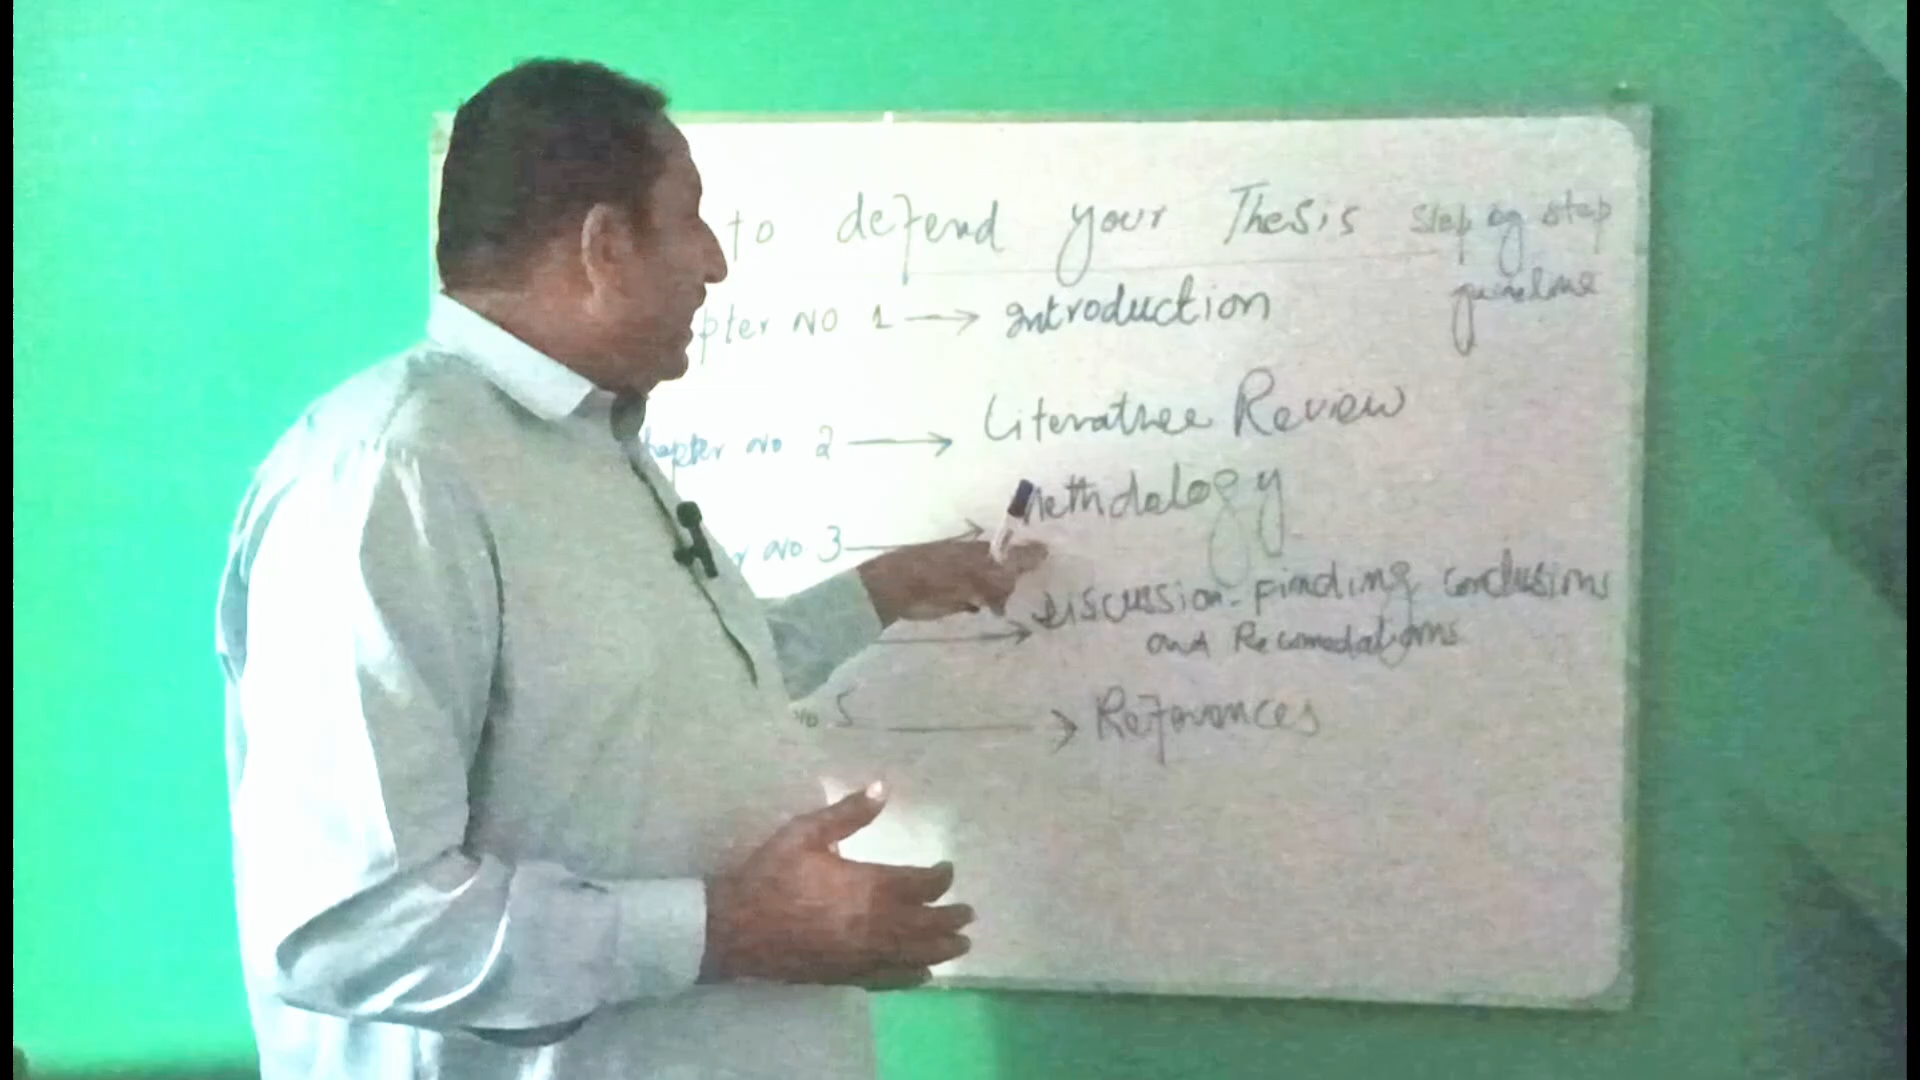 to defend your Thesis step by step
guideline
pter NO 1 → Introduction
hapter No 2 → Literathree Review
r No 3 → Methdalogy
→ Discussion-Finding conclusions
and Recomedations
No 5 → References